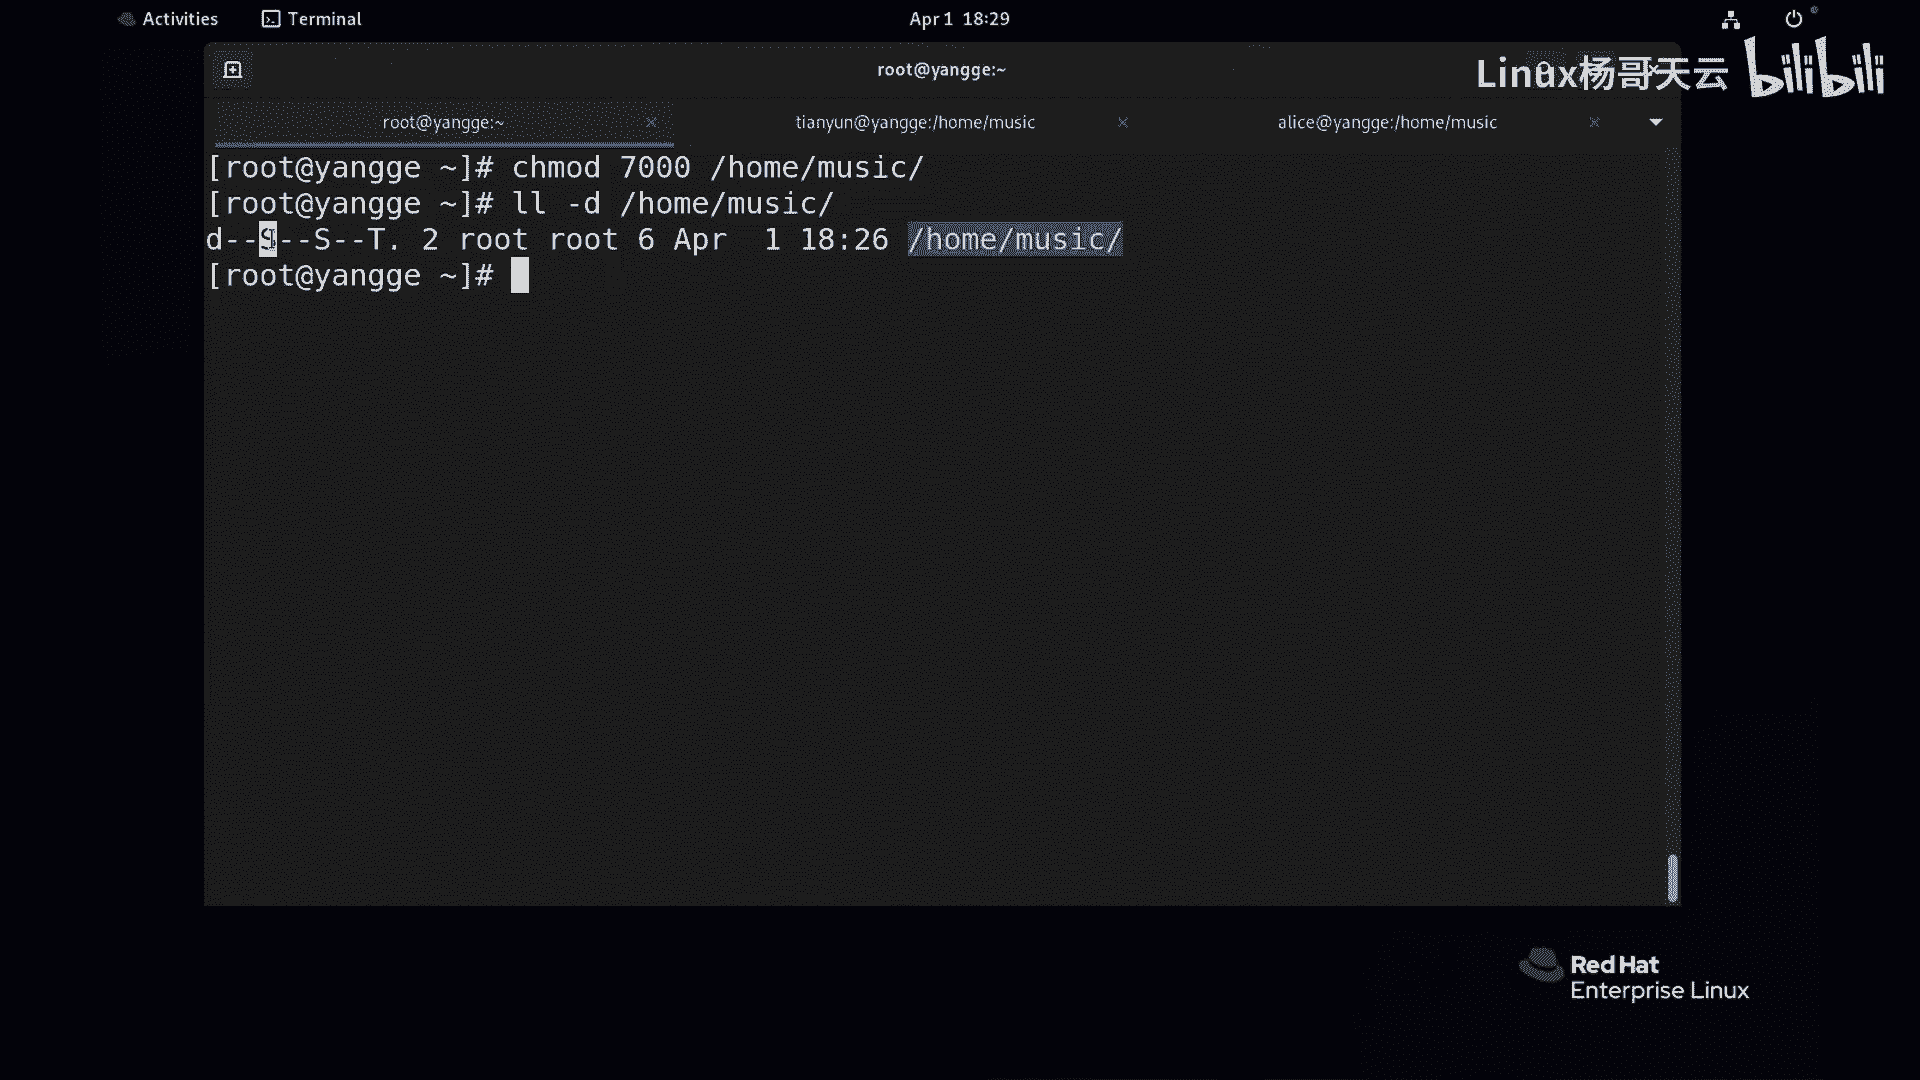 Activities Terminal Apr 1 18:29
root@yangge:~
Linux杨哥天云 bilibili
root@yangge:~ tianyun@yangge:/home/music alice@yangge:/home/music
[root@yangge ~]# chmod 7000 /home/music/
[root@yangge ~]# ll -d /home/music/
d--S--S--T. 2 root root 6 Apr  1 18:26 /home/music/
[root@yangge ~]#
Red Hat
Enterprise Linux